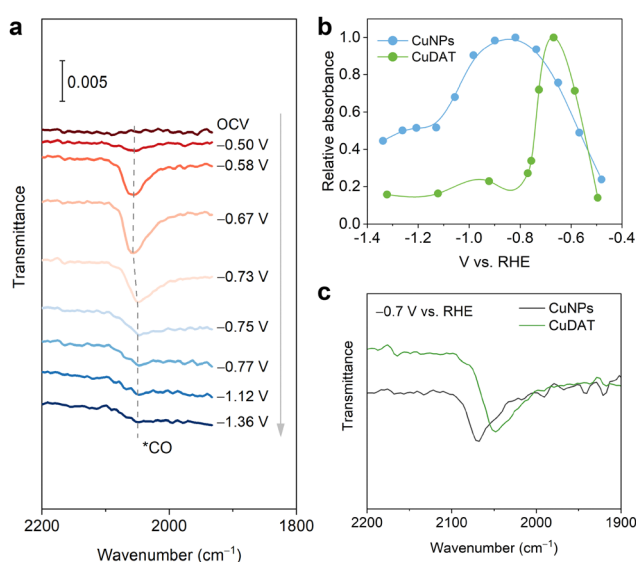 a
0.005
OCV
−0.50 V
−0.58 V
−0.67 V
−0.73 V
−0.75 V
−0.77 V
−1.12 V
−1.36 V
*CO
Transmittance
2200 2000 1800
Wavenumber (cm⁻¹)
b
CuNPs
CuDAT
Relative absorbance
1.0
0.8
0.6
0.4
0.2
0.0
-1.4 -1.2 -1.0 -0.8 -0.6 -0.4
V vs. RHE
c
−0.7 V vs. RHE
CuNPs
CuDAT
Transmittance
2200 2100 2000 1900
Wavenumber (cm⁻¹)